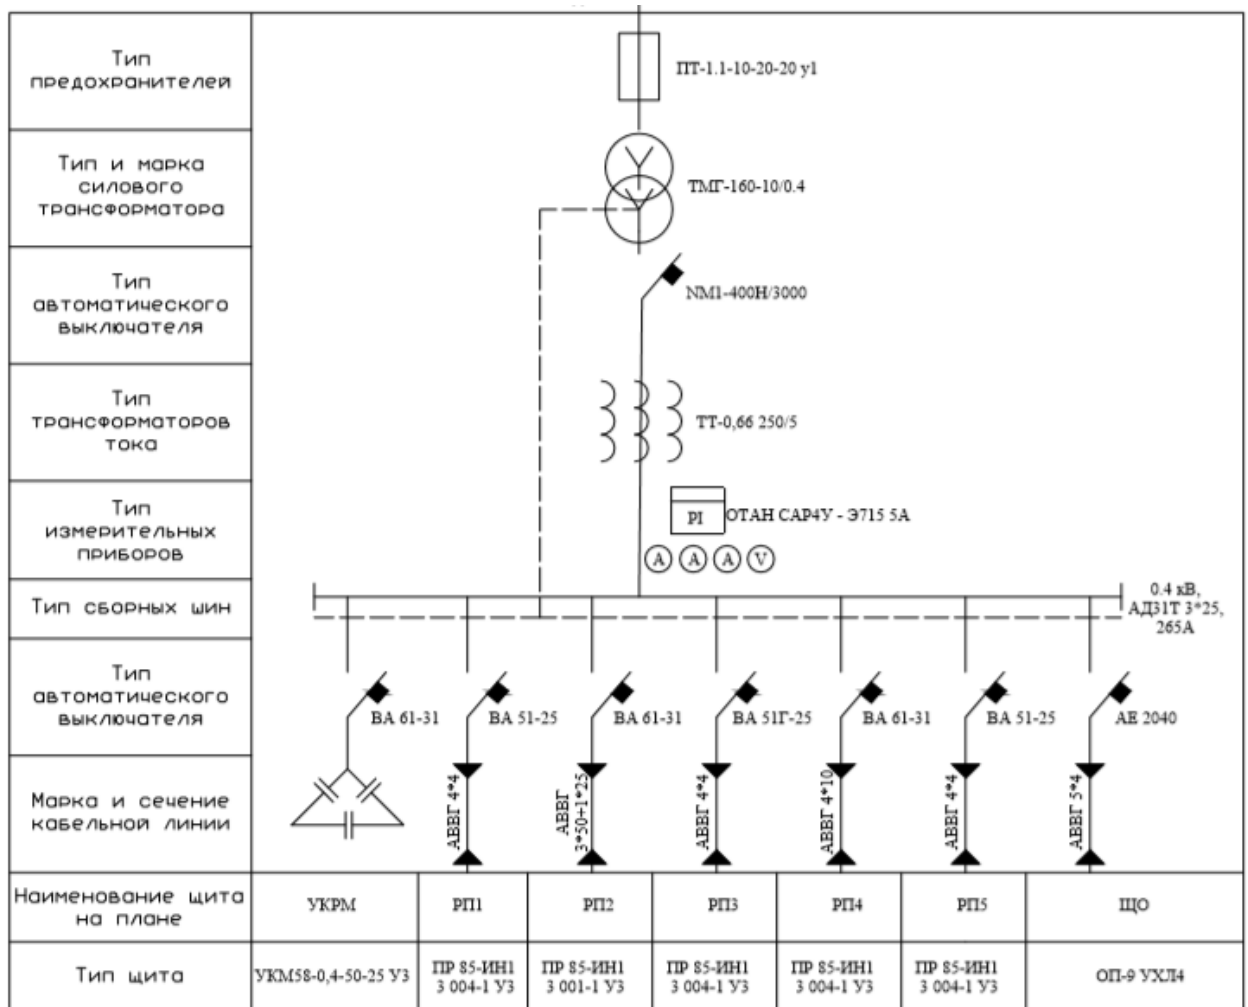 Тип
предохранителей
ПТ-1.1-10-20-20 у1
Тип и марка
силового
трансформатора
ТМГ-160-10/0.4
Тип
автоматического
выключателя
NM1-400H/3000
Тип
трансформаторов
тока
ТТ-0,66 250/5
Тип
измерительных
приборов
PI
ОТАН САР4У - Э715 5А
A A A V
Тип сборных шин
0.4 кВ,
АД31Т 3*25,
265А
Тип
автоматического
выключателя
ВА 61-31
ВА 51-25
ВА 61-31
ВА 51Г-25
ВА 61-31
ВА 51-25
АЕ 2040
Марка и сечение
кабельной линии
АВВГ 4*4
АВВГ
3*50+1*25
АВВГ 4*4
АВВГ 4*10
АВВГ 4*4
АВВГ 5*4
Наименование щита
на плане
УКРМ
РП1
РП2
РП3
РП4
РП5
ЩО
Тип щита
УКМ58-0,4-50-25 У3
ПР 85-ИН1
3 004-1 У3
ПР 85-ИН1
3 001-1 У3
ПР 85-ИН1
3 004-1 У3
ПР 85-ИН1
3 004-1 У3
ПР 85-ИН1
3 004-1 У3
ОП-9 УХЛ4